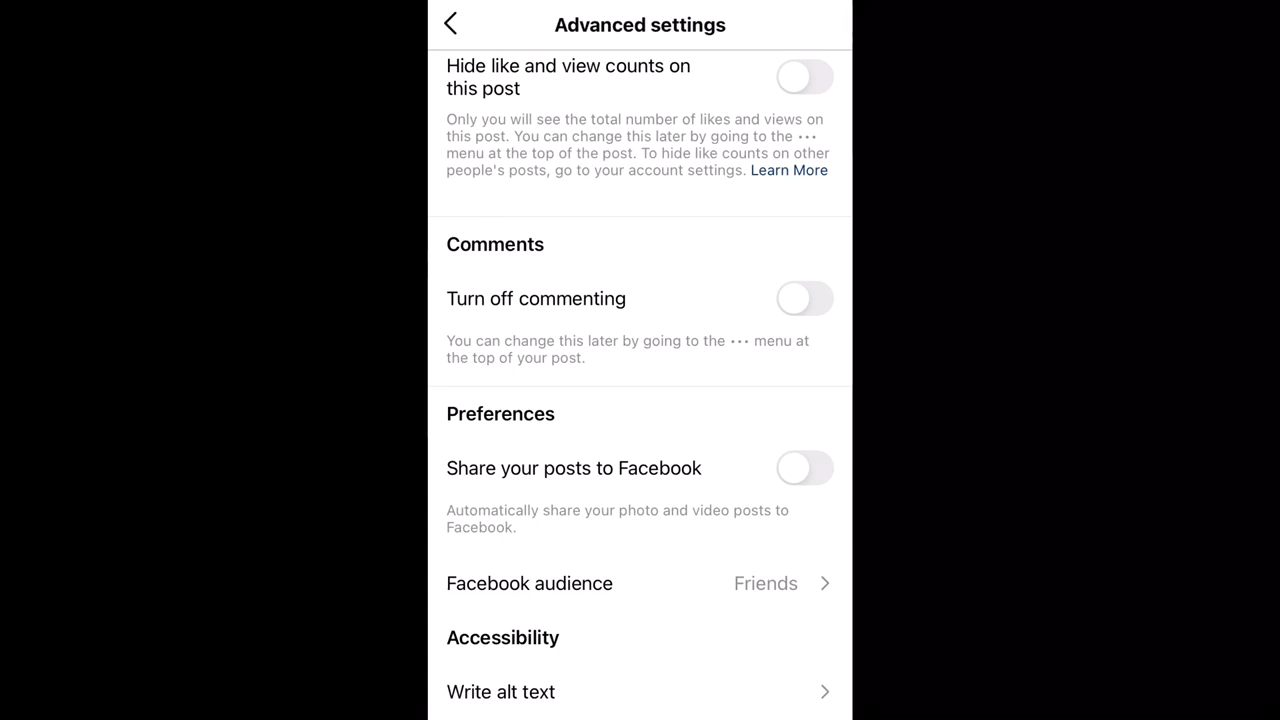 Advanced settings
Hide like and view counts on
this post
Only you will see the total number of likes and views on
this post. You can change this later by going to the •••
menu at the top of the post. To hide like counts on other
people's posts, go to your account settings. Learn More
Comments
Turn off commenting
You can change this later by going to the ••• menu at
the top of your post.
Preferences
Share your posts to Facebook
Automatically share your photo and video posts to
Facebook.
Facebook audience Friends
Accessibility
Write alt text